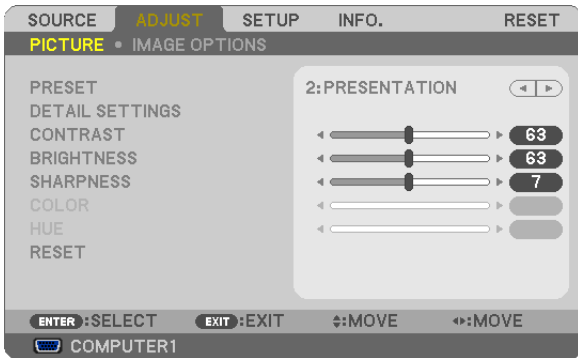 SOURCE ADJUST SETUP INFO. RESET
PICTURE • IMAGE OPTIONS
PRESET 2:PRESENTATION
DETAIL SETTINGS
CONTRAST 63
BRIGHTNESS 63
SHARPNESS 7
COLOR
HUE
RESET
ENTER :SELECT EXIT :EXIT :MOVE :MOVE
COMPUTER1